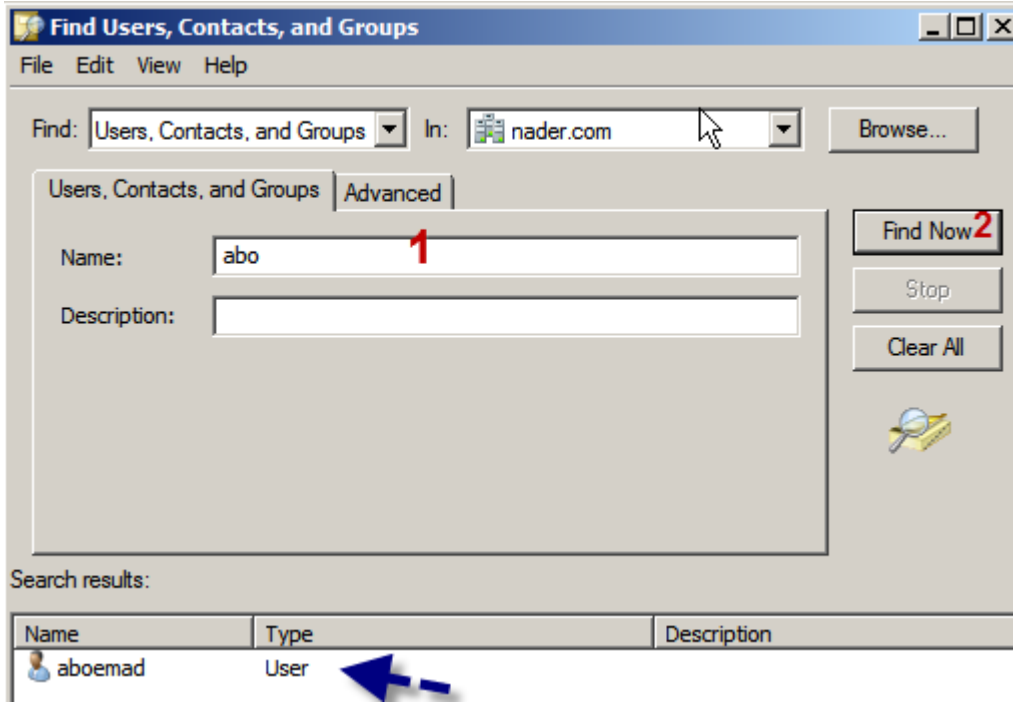 Find Users, Contacts, and Groups
File Edit View Help
Find: Users, Contacts, and Groups In: nader.com Browse...
Users, Contacts, and Groups Advanced
Name: abo 1 Find Now 2
Stop
Description:
Clear All
Search results:
Name Type Description
aboemad User